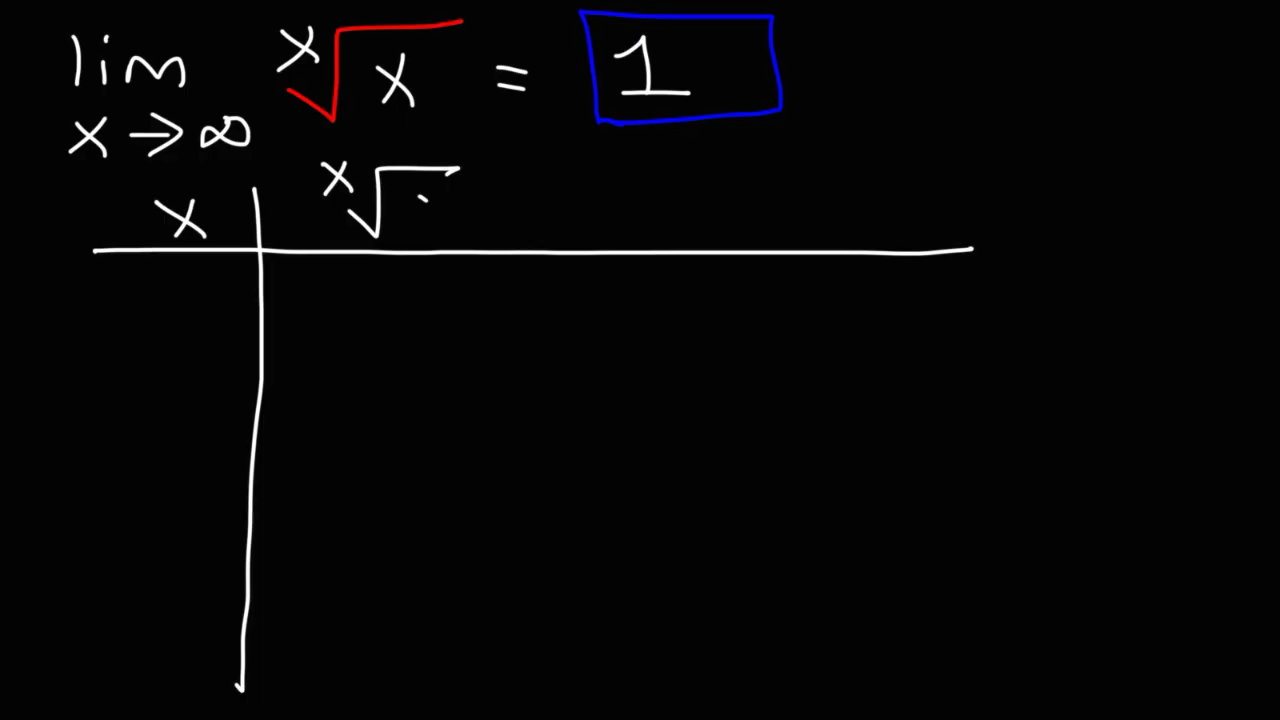 lim x√x = 1
x→∞
x x√